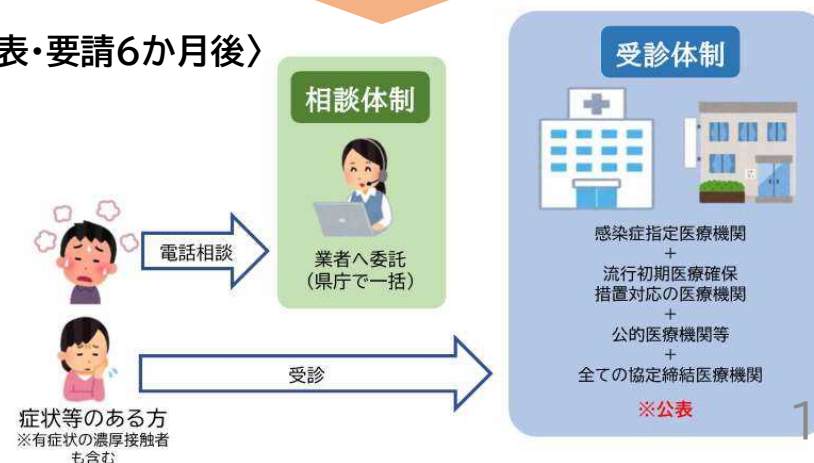 表・要請6か月後〉
相談体制
業者へ委託
(県庁で一括)
電話相談
受診
症状等のある方
※有症状の濃厚接触者
も含む
受診体制
感染症指定医療機関
+
流行初期医療確保
措置対応の医療機関
+
公的医療機関等
+
全ての協定締結医療機関
※公表
1